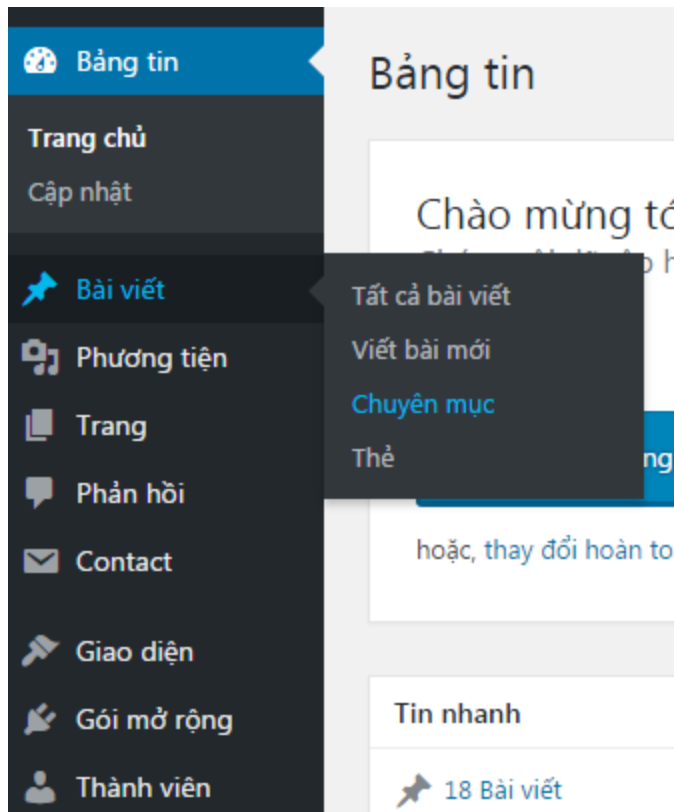 Bảng tin
Trang chủ
Cập nhật
Bài viết
Tất cả bài viết
Viết bài mới
Chuyên mục
Thẻ
Phương tiện
Trang
Phản hồi
Contact
Giao diện
Gói mở rộng
Thành viên
Bảng tin
Chào mừng
hoặc, thay đổi hoàn
Tin nhanh
18 Bài viết